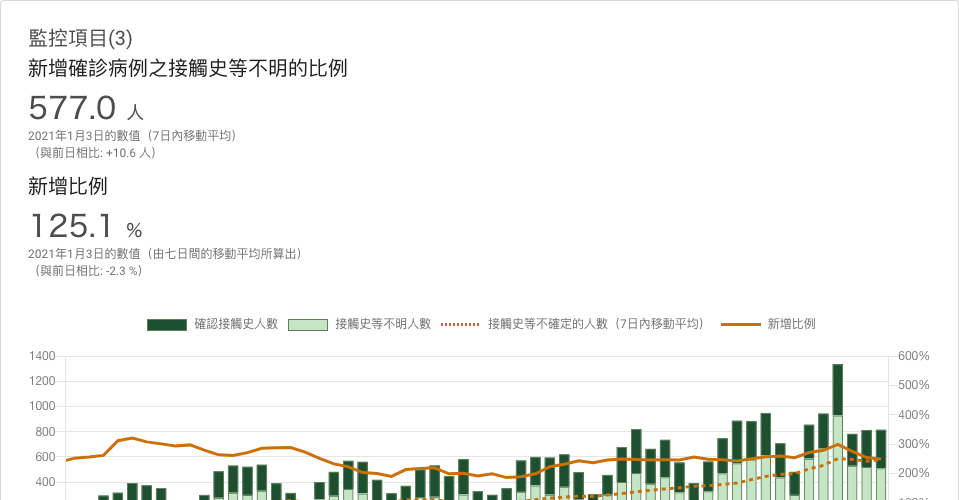 監控項目(3)
新增確診病例之接觸史等不明的比例
577.0 人
2021年1月3日的數值（7日內移動平均）
（與前日相比: +10.6 人）
新增比例
125.1 %
2021年1月3日的數值（由七日間的移動平均所算出）
（與前日相比: -2.3 %）
確認接觸史人數 接觸史等不明人數 接觸史等不確定的人數（7日內移動平均） 新增比例
1400 600%
1200 500%
1000 400%
800 300%
600 200%
400